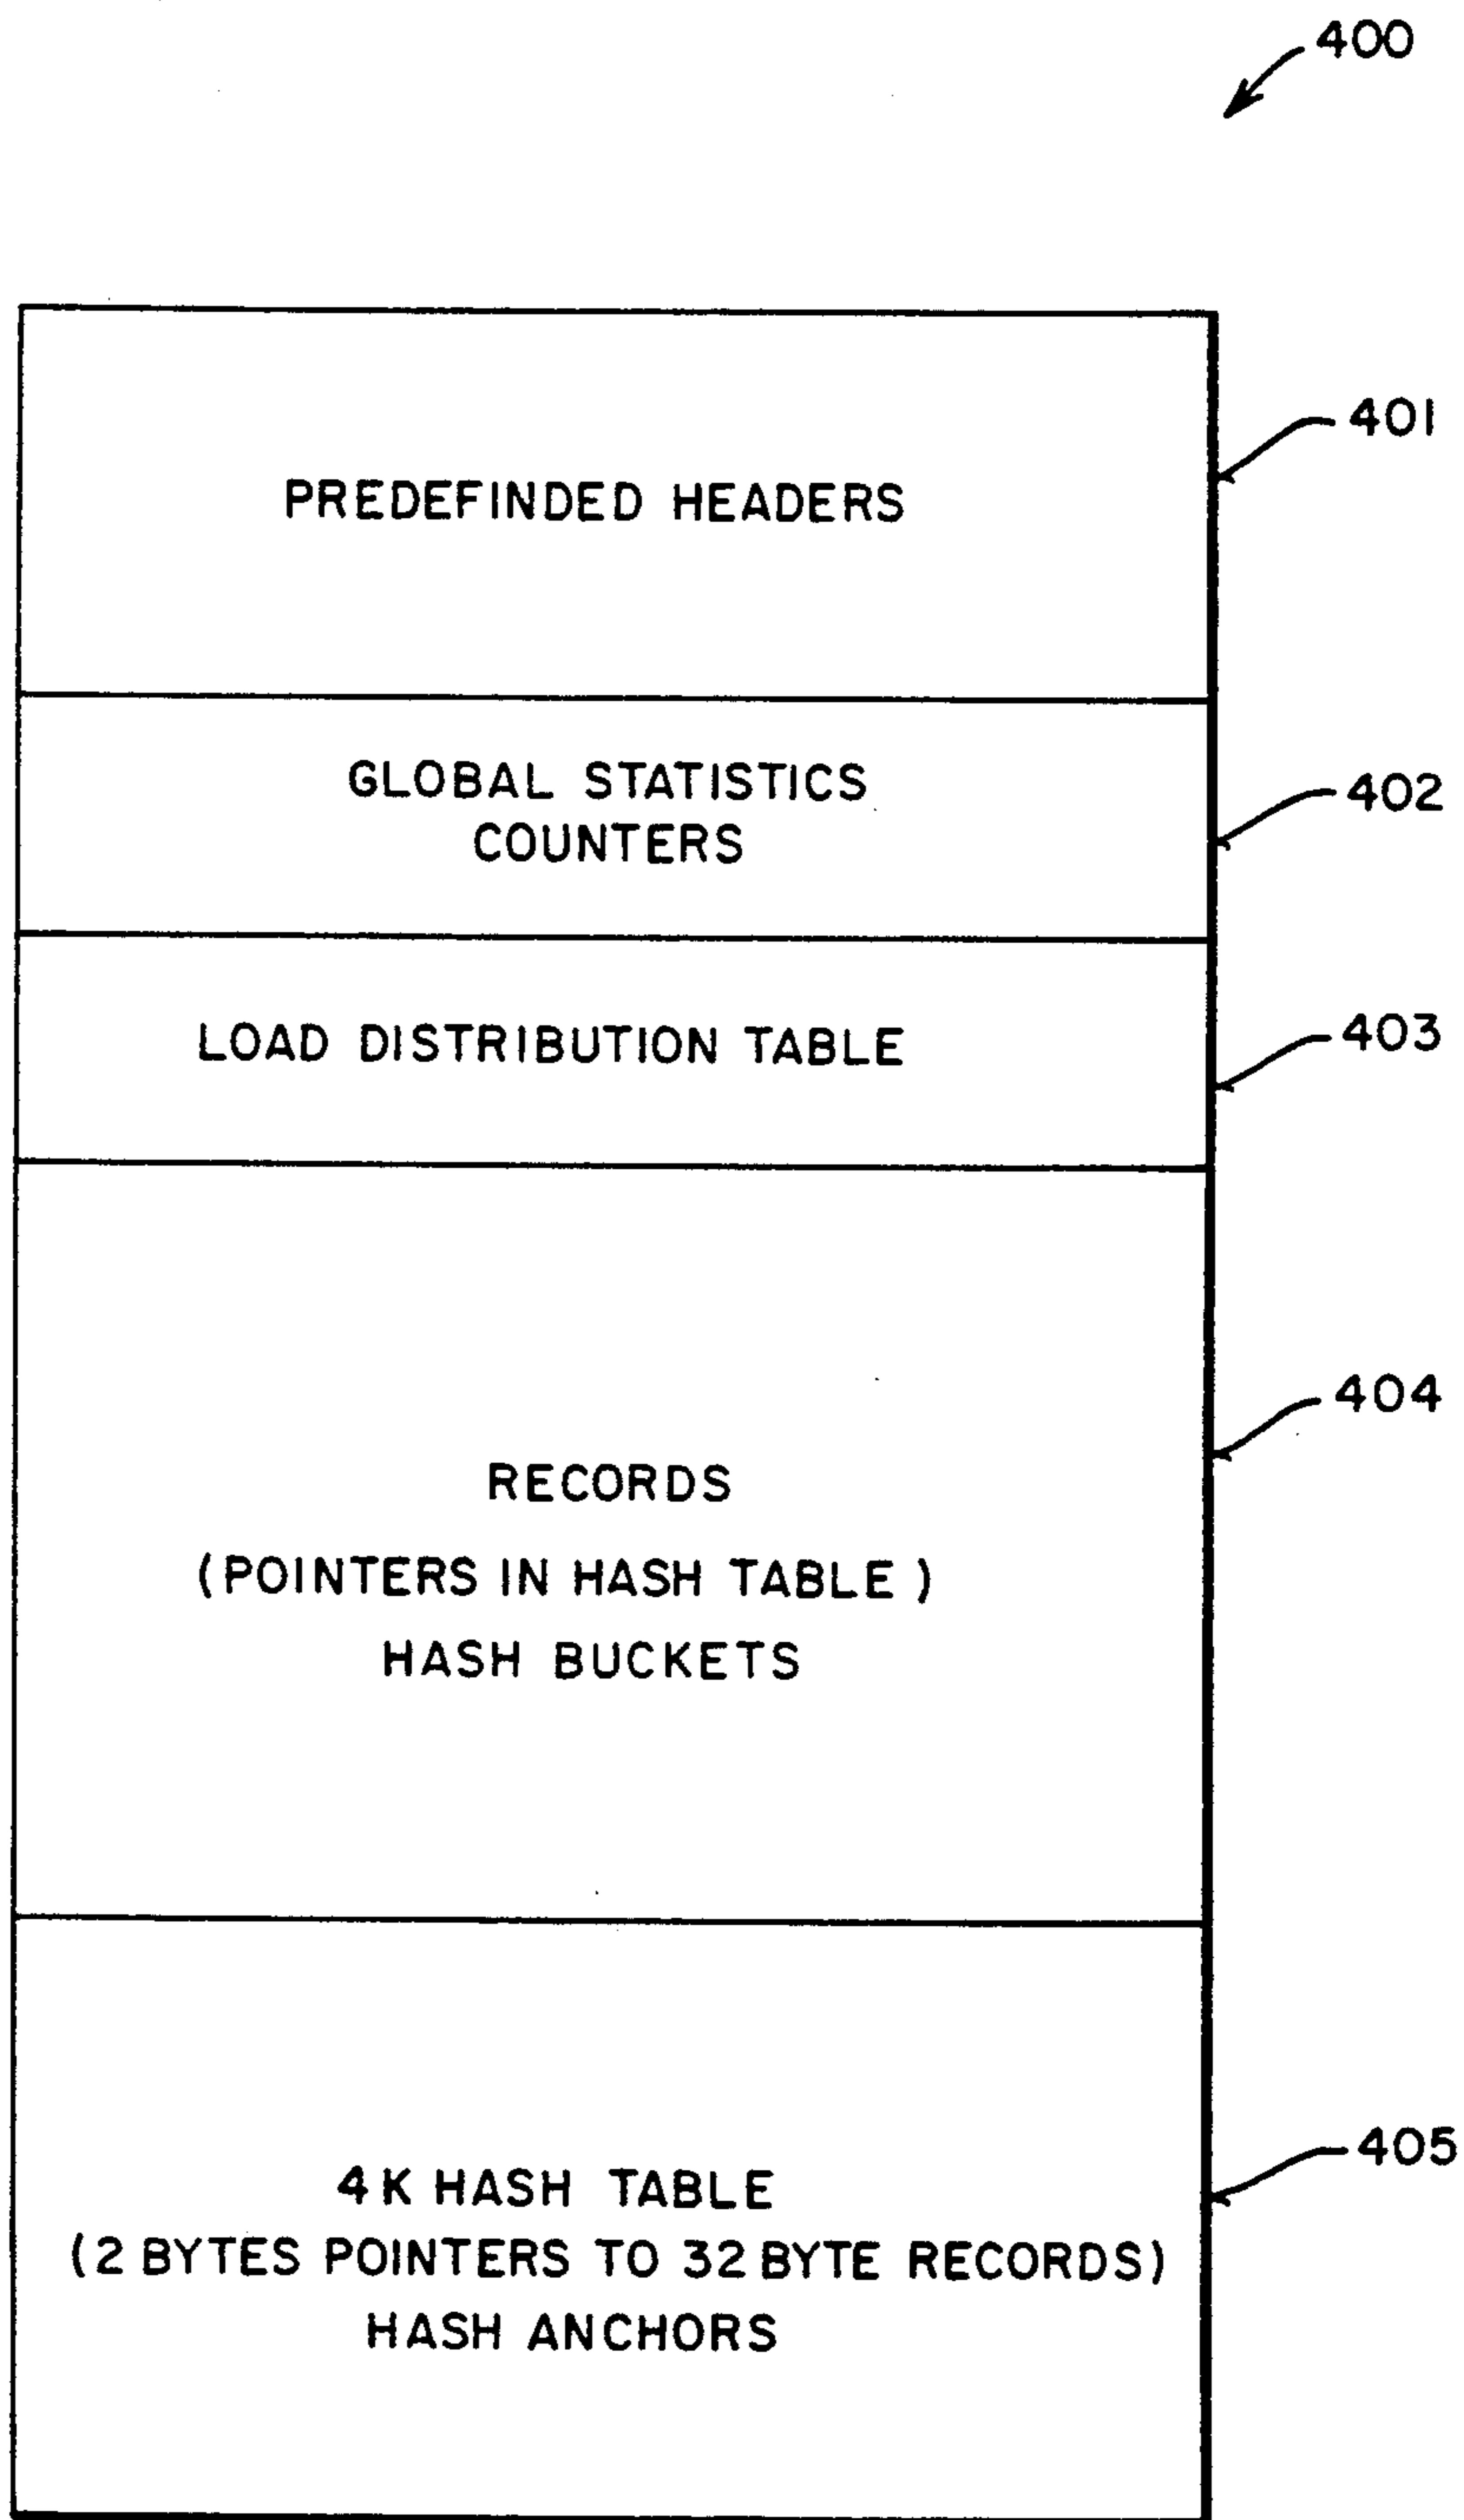 400
PREDEFINDED HEADERS
401
GLOBAL STATISTICS
COUNTERS
402
LOAD DISTRIBUTION TABLE
403
RECORDS
(POINTERS IN HASH TABLE)
HASH BUCKETS
404
4K HASH TABLE
(2 BYTES POINTERS TO 32 BYTE RECORDS)
HASH ANCHORS
405